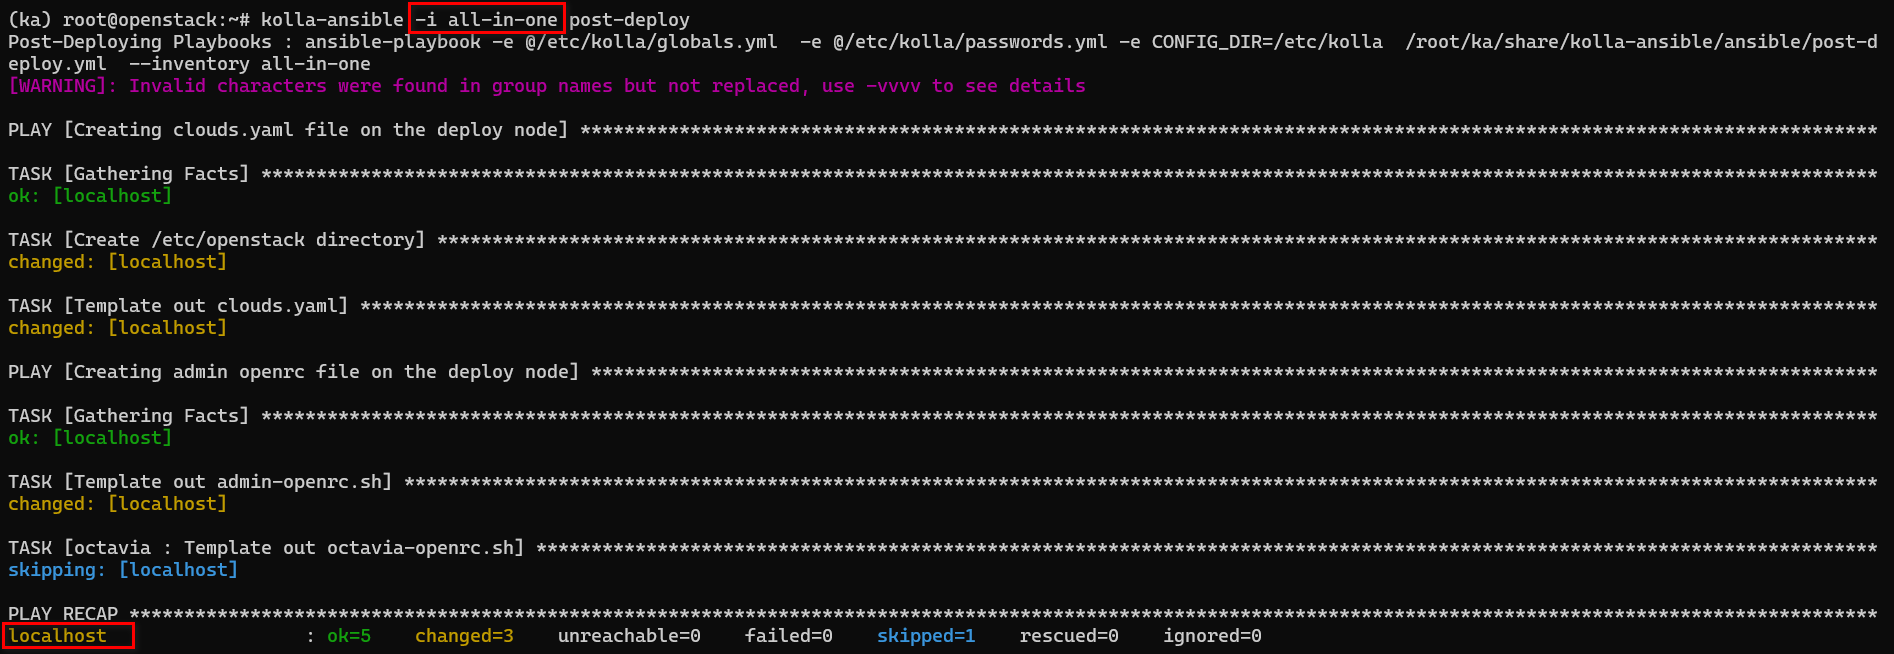 (ka) root@openstack:~# kolla-ansible -i all-in-one post-deploy
Post-Deploying Playbooks : ansible-playbook -e @/etc/kolla/globals.yml  -e @/etc/kolla/passwords.yml -e CONFIG_DIR=/etc/kolla  /root/ka/share/kolla-ansible/ansible/post-d
eploy.yml  --inventory all-in-one
[WARNING]: Invalid characters were found in group names but not replaced, use -vvvv to see details
PLAY [Creating clouds.yaml file on the deploy node] **********************************************************************************************************************
TASK [Gathering Facts] ***************************************************************************************************************************************************
ok: [localhost]
TASK [Create /etc/openstack directory] ***********************************************************************************************************************************
changed: [localhost]
TASK [Template out clouds.yaml] ******************************************************************************************************************************************
changed: [localhost]
PLAY [Creating admin openrc file on the deploy node] *********************************************************************************************************************
TASK [Gathering Facts] ***************************************************************************************************************************************************
ok: [localhost]
TASK [Template out admin-openrc.sh] **************************************************************************************************************************************
changed: [localhost]
TASK [octavia : Template out octavia-openrc.sh] **************************************************************************************************************************
skipping: [localhost]
PLAY RECAP ***************************************************************************************************************************************************************
localhost                  : ok=5    changed=3    unreachable=0    failed=0    skipped=1    rescued=0    ignored=0